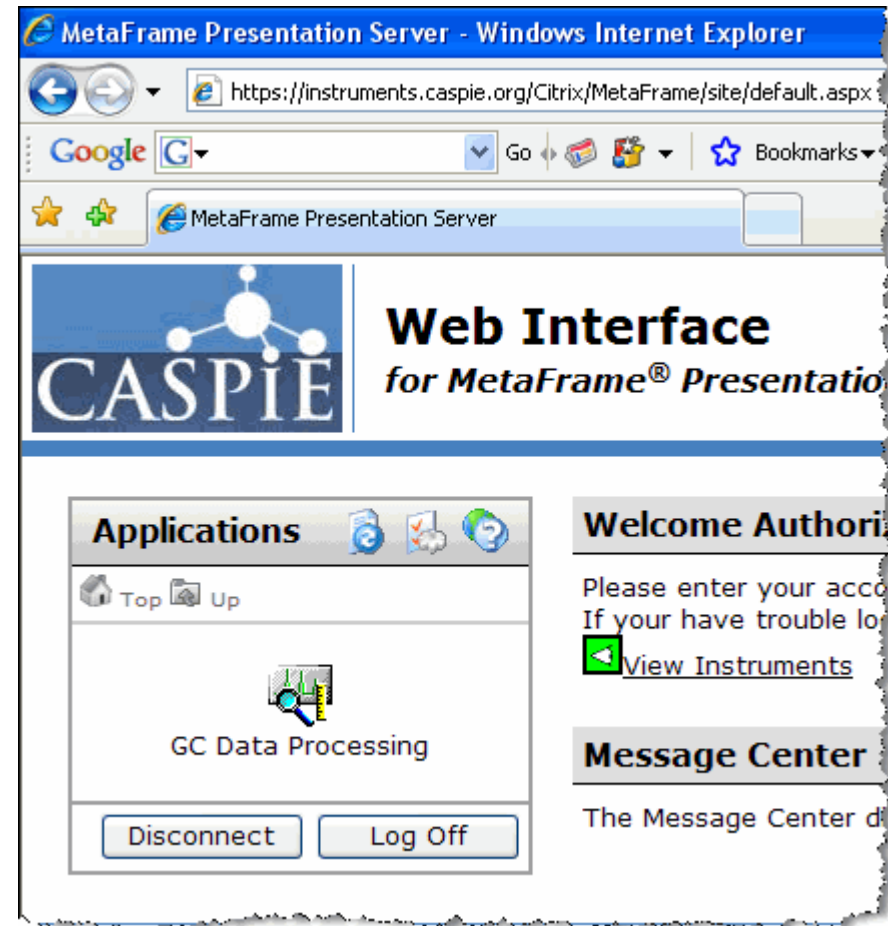 MetaFrame Presentation Server - Windows Internet Explorer
https://instruments.caspie.org/Citrix/MetaFrame/site/default.aspx
Google G Go Bookmarks
MetaFrame Presentation Server
CASPiE
Web Interface
for MetaFrame® Presentatio
Applications
Top Up
GC Data Processing
Disconnect Log Off
Welcome Authori
Please enter your acco
If your have trouble lo
View Instruments
Message Center
The Message Center d